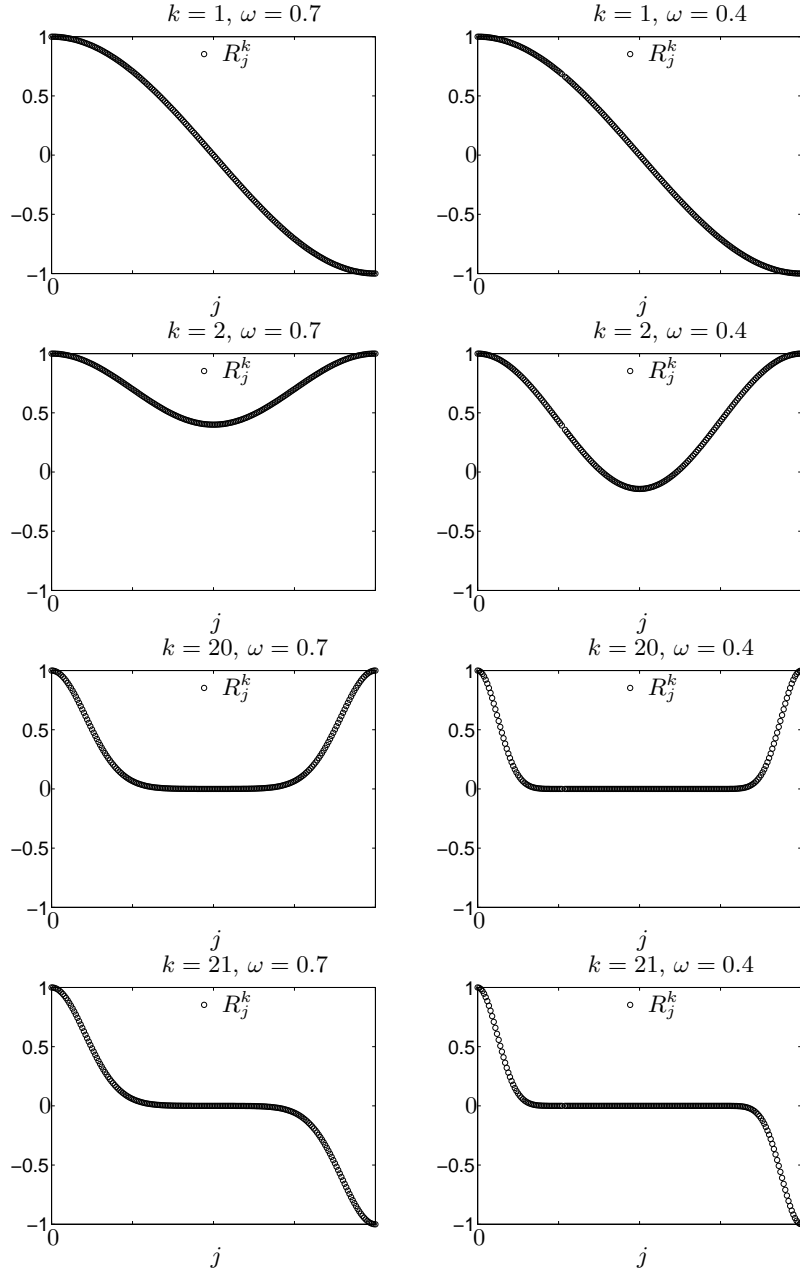 k = 1, ω = 0.7
1
0.5
0
−0.5
−1
R_j^k
0
j
k = 1, ω = 0.4
1
0.5
0
−0.5
−1
R_j^k
0
j
k = 2, ω = 0.7
1
0.5
0
−0.5
−1
R_j^k
0
j
k = 2, ω = 0.4
1
0.5
0
−0.5
−1
R_j^k
0
j
k = 20, ω = 0.7
1
0.5
0
−0.5
−1
R_j^k
0
j
k = 20, ω = 0.4
1
0.5
0
−0.5
−1
R_j^k
0
j
k = 21, ω = 0.7
1
0.5
0
−0.5
−1
R_j^k
0
j
k = 21, ω = 0.4
1
0.5
0
−0.5
−1
R_j^k
0
j